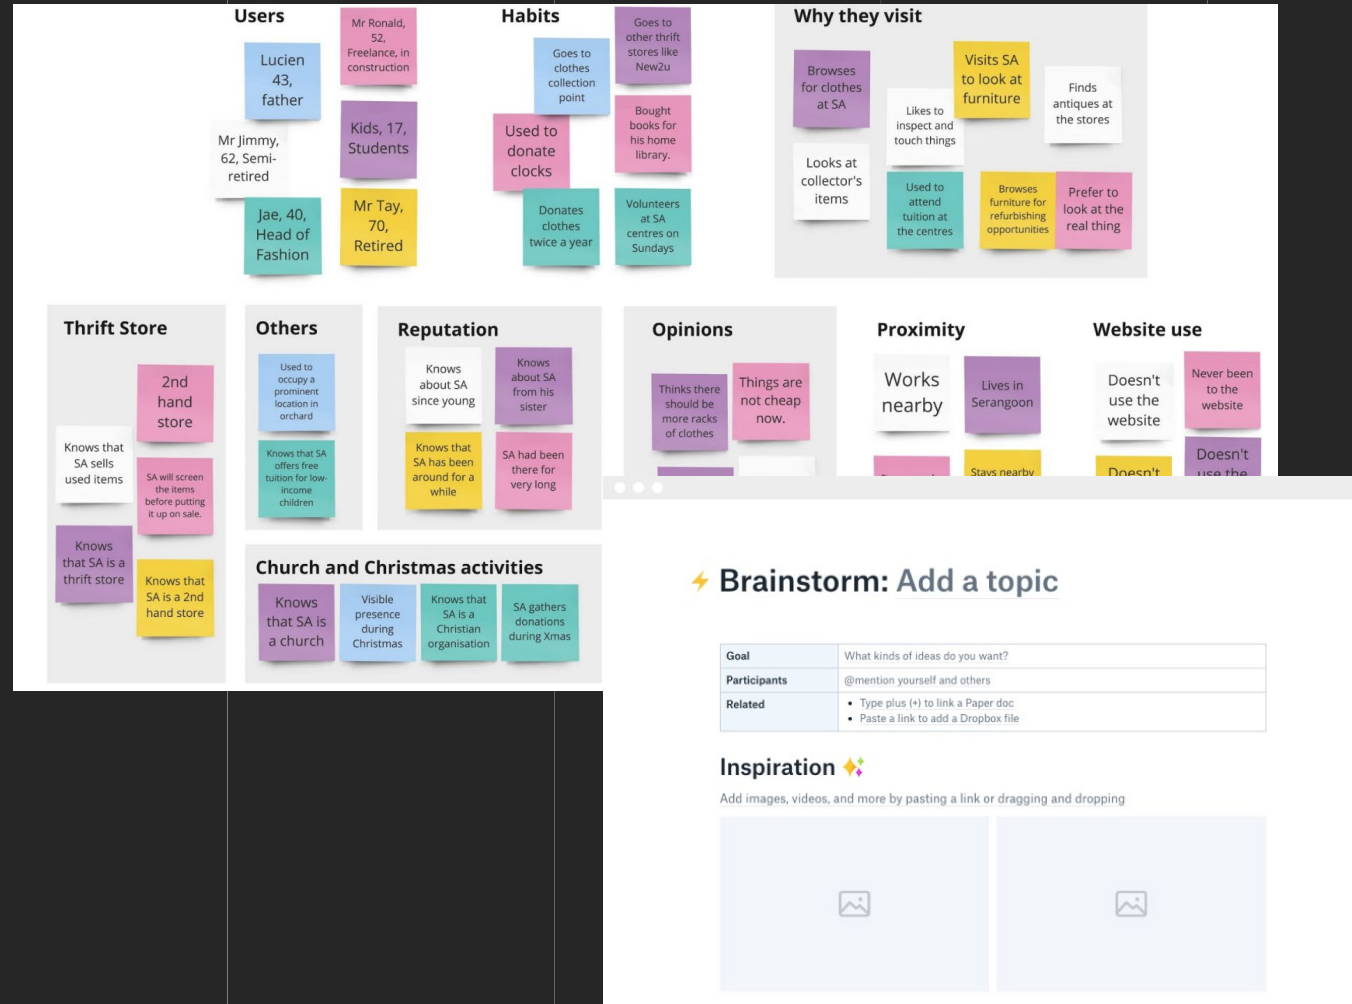 Users
Lucien
43,
father
Mr Ronald,
52,
Freelance, in
construction
Mr Jimmy,
62, Semi-
retired
Kids, 17,
Students
Jae, 40,
Head of
Fashion
Mr Tay,
70,
Retired
Habits
Goes to
clothes
collection
point
Goes to
other thrift
stores like
New2u
Used to
donate
clocks
Bought
books for
his home
library.
Donates
clothes
twice a year
Volunteers
at SA
centres on
Sundays
Why they visit
Browses
for clothes
at SA
Likes to
inspect and
touch things
Visits SA
to look at
furniture
Finds
antiques at
the stores
Looks at
collector's
items
Used to
attend
tuition at
the centres
Browses
furniture for
refurbishing
opportunities
Prefer to
look at the
real thing
Thrift Store
2nd
hand
store
Knows that
SA sells
used items
SA will screen
the items
before putting
it up on sale.
Knows
that SA is a
thrift store
Knows that
SA is a 2nd
hand store
Others
Used to
occupy a
prominent
location in
orchard
Knows that SA
offers free
tuition for low-
income
children
Reputation
Knows
about SA
since young
Knows
about SA
from his
sister
Knows that
SA has been
around for a
while
SA had been
there for
very long
Church and Christmas activities
Knows
that SA is
a church
Visible
presence
during
Christmas
Knows that
SA is a
Christian
organisation
SA gathers
donations
during Xmas
Opinions
Thinks there
should be
more racks
of clothes
Things are
not cheap
now.
Proximity
Works
nearby
Lives in
Serangoon
Stays nearby
Website use
Doesn't
use the
website
Never been
to the
website
Doesn't
Doesn't
use the
Brainstorm: Add a topic
Goal What kinds of ideas do you want?
Participants @mention yourself and others
Related • Type plus (+) to link a Paper doc
• Paste a link to add a Dropbox file
Inspiration
Add images, videos, and more by pasting a link or dragging and dropping